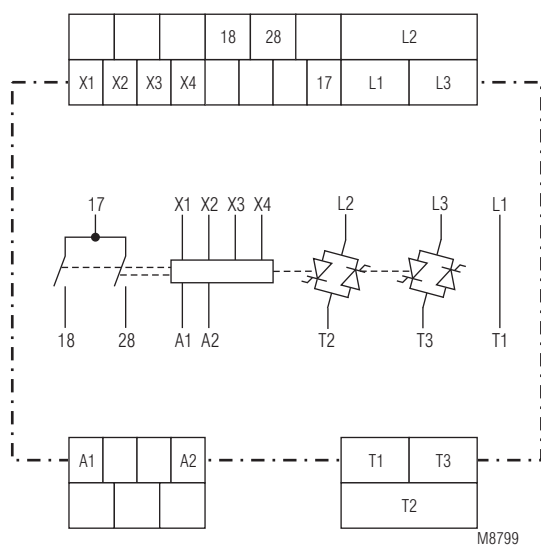 18 28 L2
X1 X2 X3 X4 17 L1 L3
17 X1 X2 X3 X4 L2 L3 L1
18 28 A1 A2 T2 T3 T1
A1 A2 T1 T3
T2
M8799